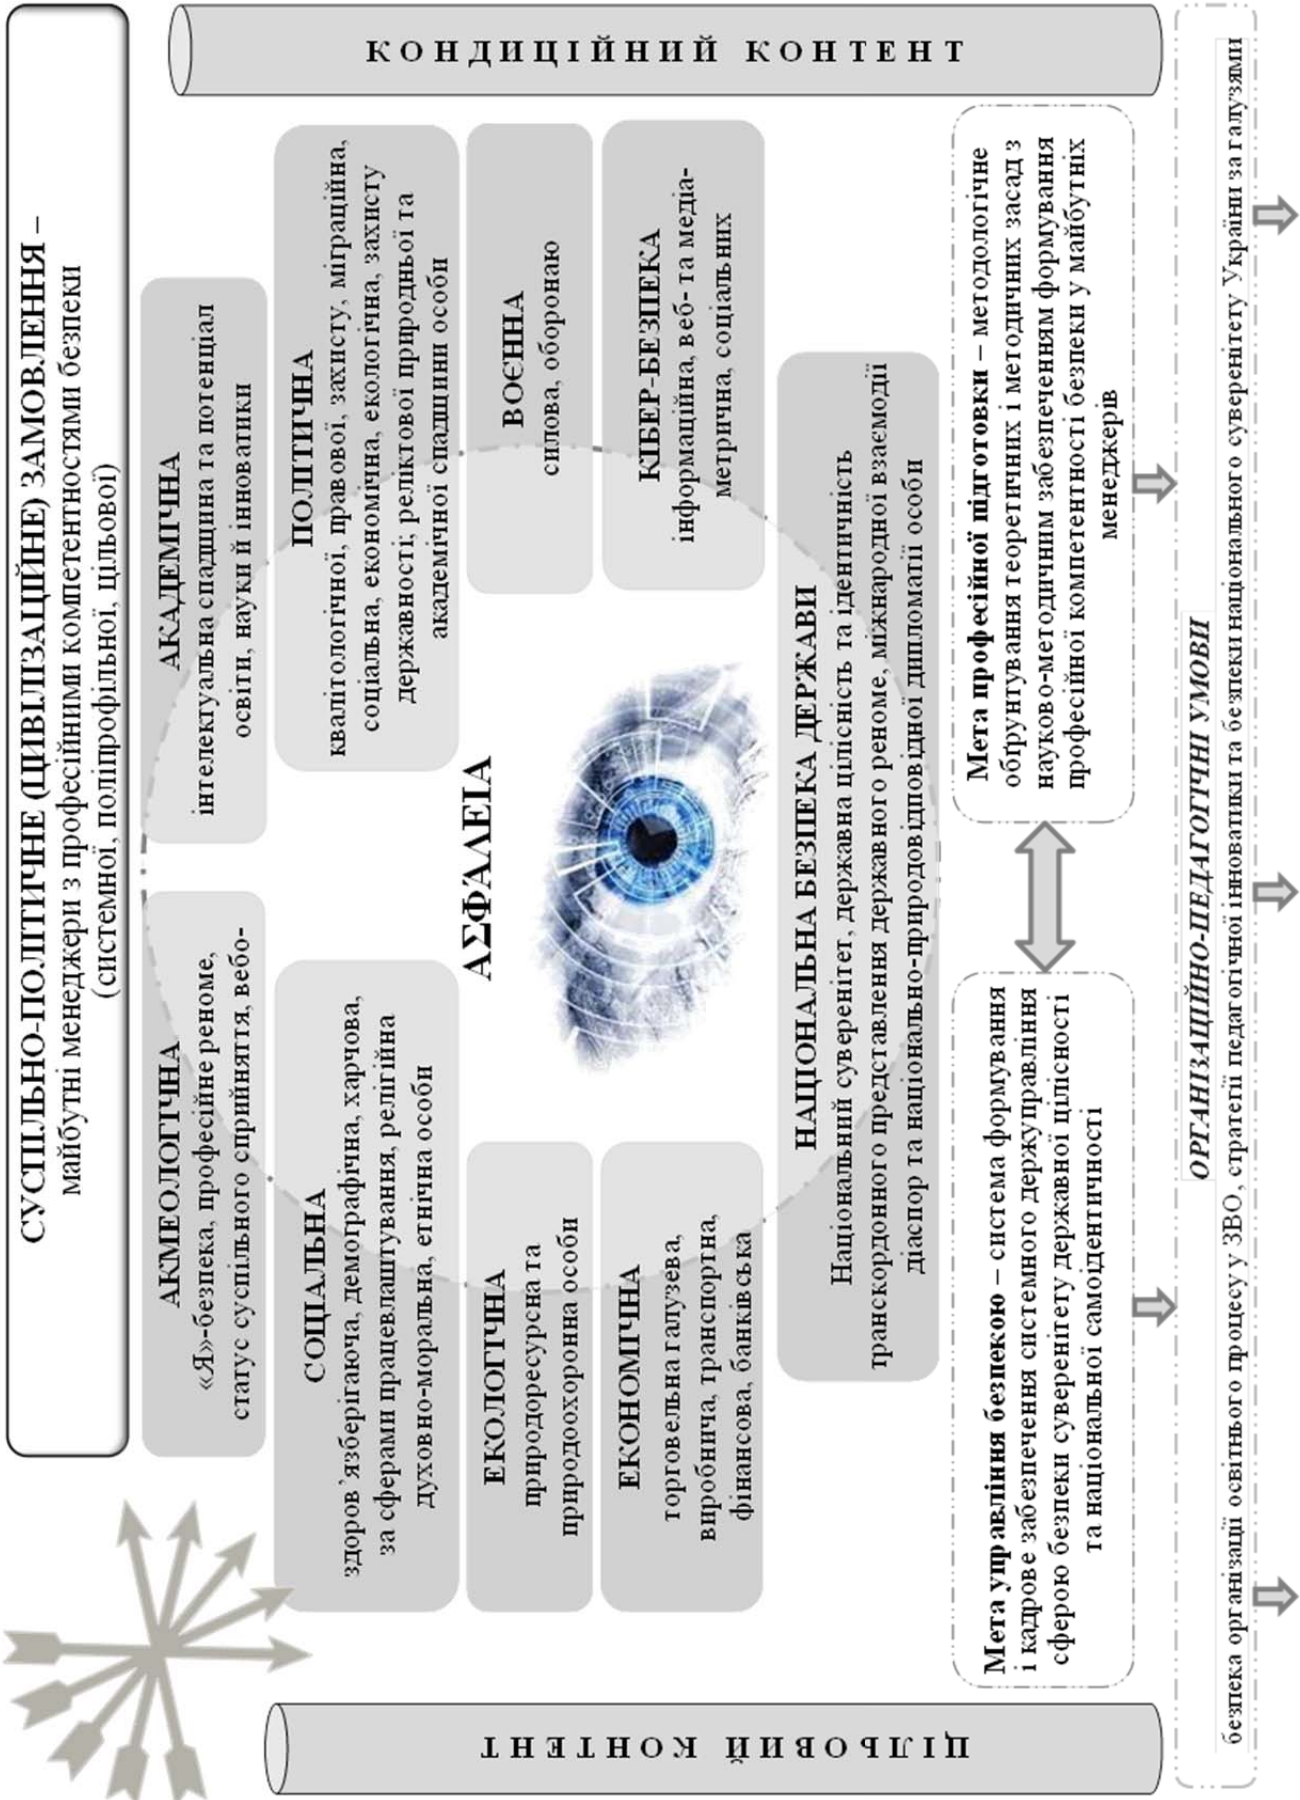 СУСПІЛЬНО-ПОЛІТИЧНЕ (ЦИВІЛІЗАЦІЙНЕ) ЗАМОВЛЕННЯ –
майбутні менеджери з професійними компетентностями безпеки
(системної, поліпрофільної, цільової)
ЦІЛЬОВИЙ КОНТЕНТ
КОНДИЦІЙНИЙ КОНТЕНТ
АКМЕОЛОГІЧНА
«Я»-безпека, професійне реноме,
статус суспільного сприйняття, вебо-
АКАДЕМІЧНА
інтелектуальна спадщина та потенціал
освіти, науки й інноватики
СОЦІАЛЬНА
здоров'язберігаюча, демографічна, харчова,
за сферами працевлаштування, релігійна
духовно-моральна, етнічна особи
ПОЛІТИЧНА
квалітологічної, правової, захисту, міграційна,
соціальна, економічна, екологічна, захисту
державності; реліктової природньої та
академічної спадщини особи
ΑΣΦΑΛΕΙΑ
ЕКОЛОГІЧНА
природоресурсна та
природоохоронна особи
ВОЄННА
силова, оборонаю
ЕКОНОМІЧНА
торговельна галузева,
виробнича, транспортна,
фінансова, банківська
КІБЕР-БЕЗПЕКА
інформаційна, веб- та медіа-
метрична, соціальних
НАЦІОНАЛЬНА БЕЗПЕКА ДЕРЖАВИ
Національний суверенітет, державна цілісність та ідентичність
транскордонного представлення державного реноме, міжнародної взаємодії
діаспор та національно-природовідповідної дипломатії особи
Мета управління безпекою – система формування
і кадрове забезпечення системного держуправління
сферою безпеки суверенітету державної цілісності
та національної самоідентичності
Мета професійної підготовки – методологічне
обґрунтування теоретичних і методичних засад з
науково-методичним забезпеченням формування
професійної компетентності безпеки у майбутніх
менеджерів
ОРГАНІЗАЦІЙНО-ПЕДАГОГІЧНІ УМОВИ
безпека організації освітнього процесу у ЗВО, стратегії педагогічної інноватики та безпеки національного суверенітету України за галузями